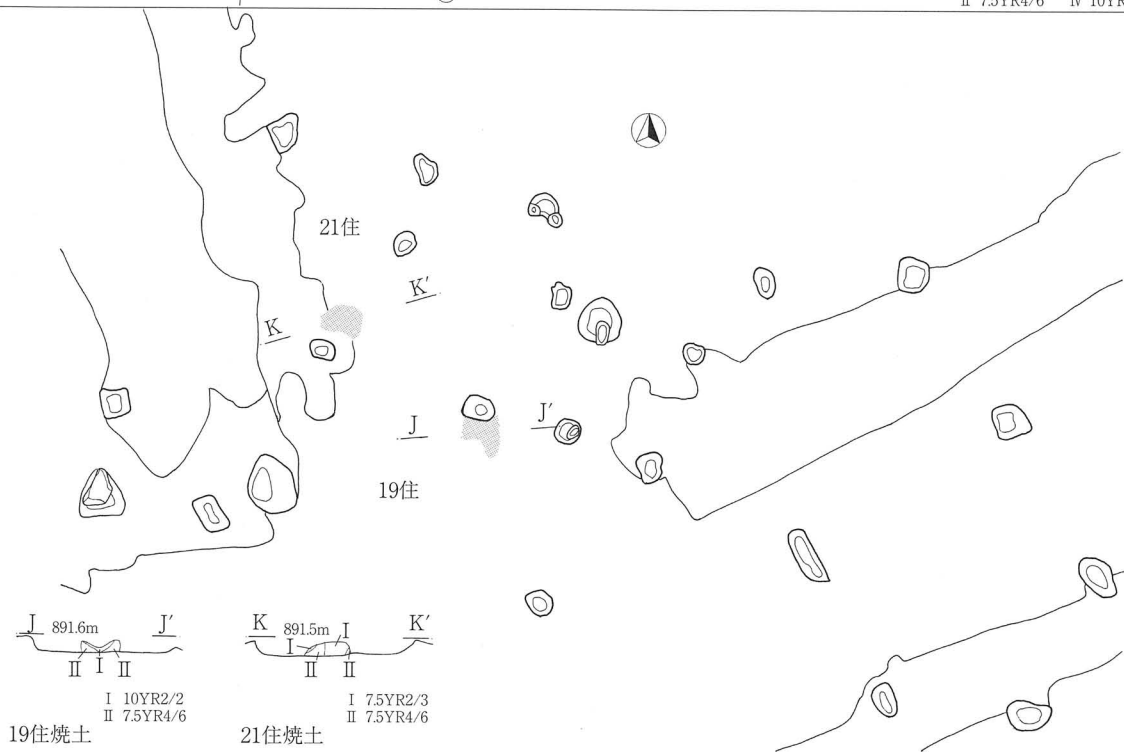 Ⅱ 7.5YR4/6 Ⅳ 10YR
21住
K′
K
J
J′
19住
J 891.6m J′
Ⅱ Ⅰ Ⅱ
Ⅰ 10YR2/2
Ⅱ 7.5YR4/6
19住焼土
K 891.5m K′
Ⅰ Ⅰ
Ⅱ Ⅱ
Ⅰ 7.5YR2/3
Ⅱ 7.5YR4/6
21住焼土